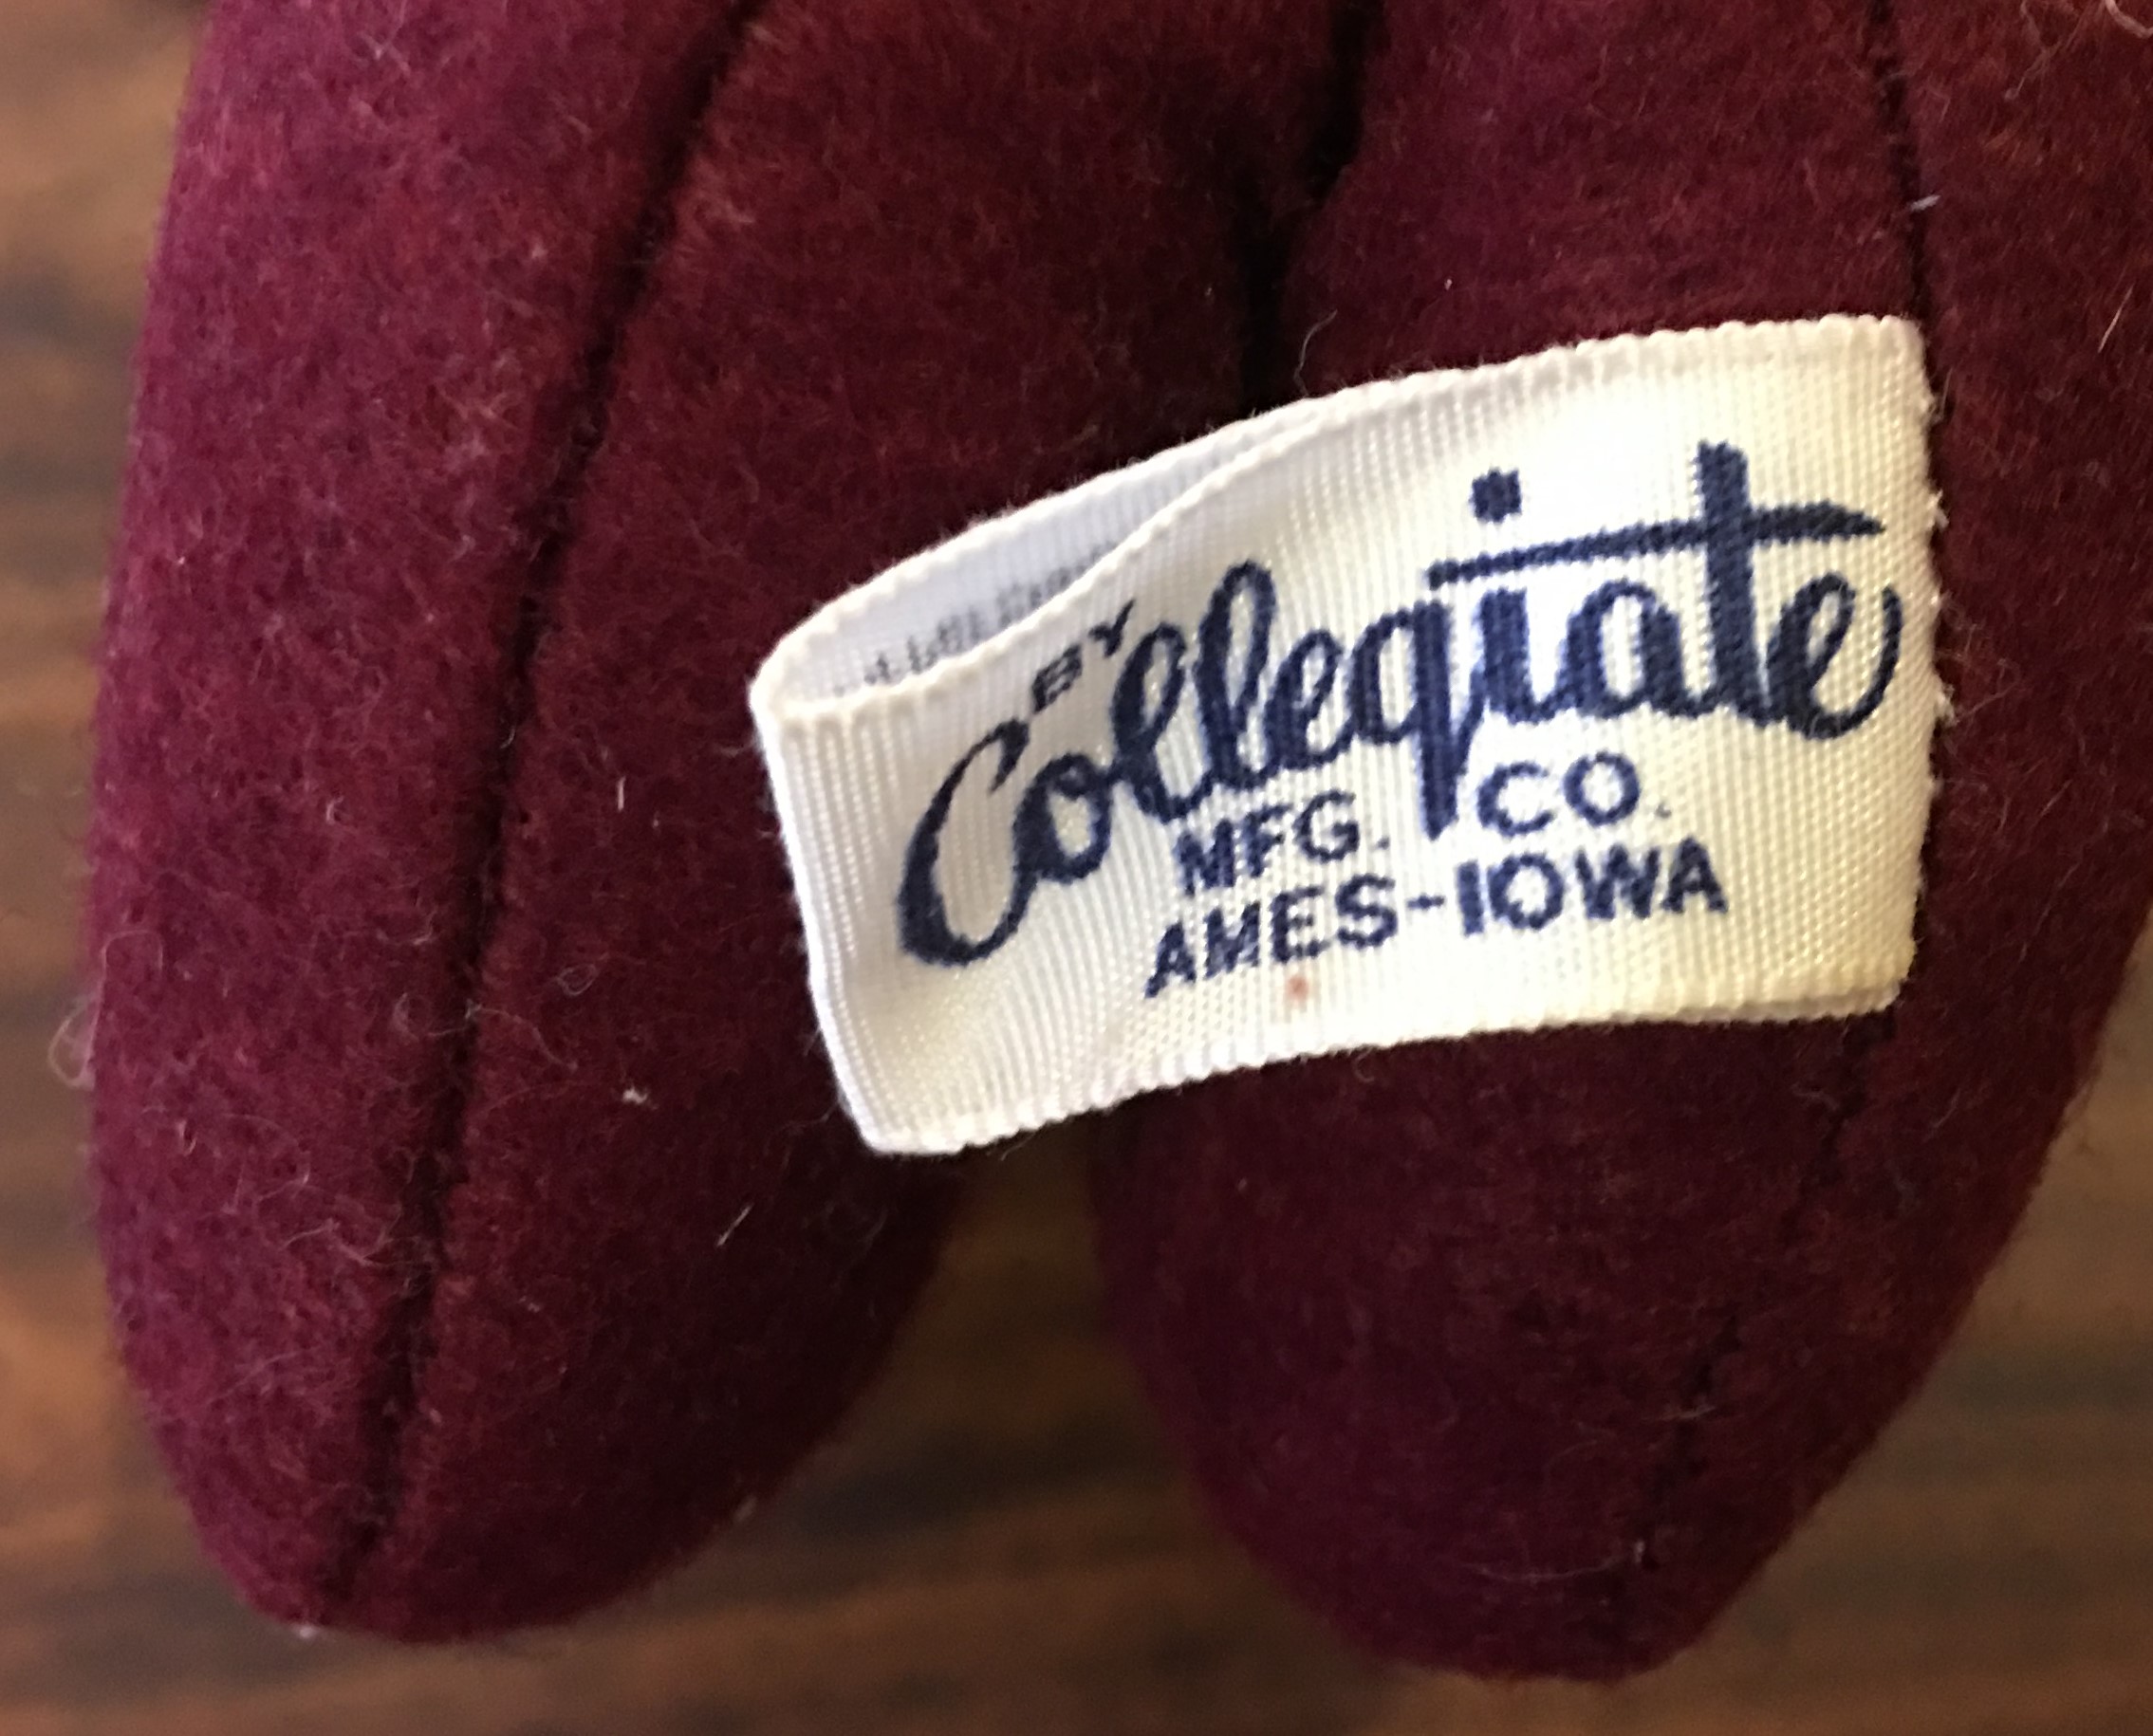 BY
Collegiate
MFG. CO.
AMES-IOWA